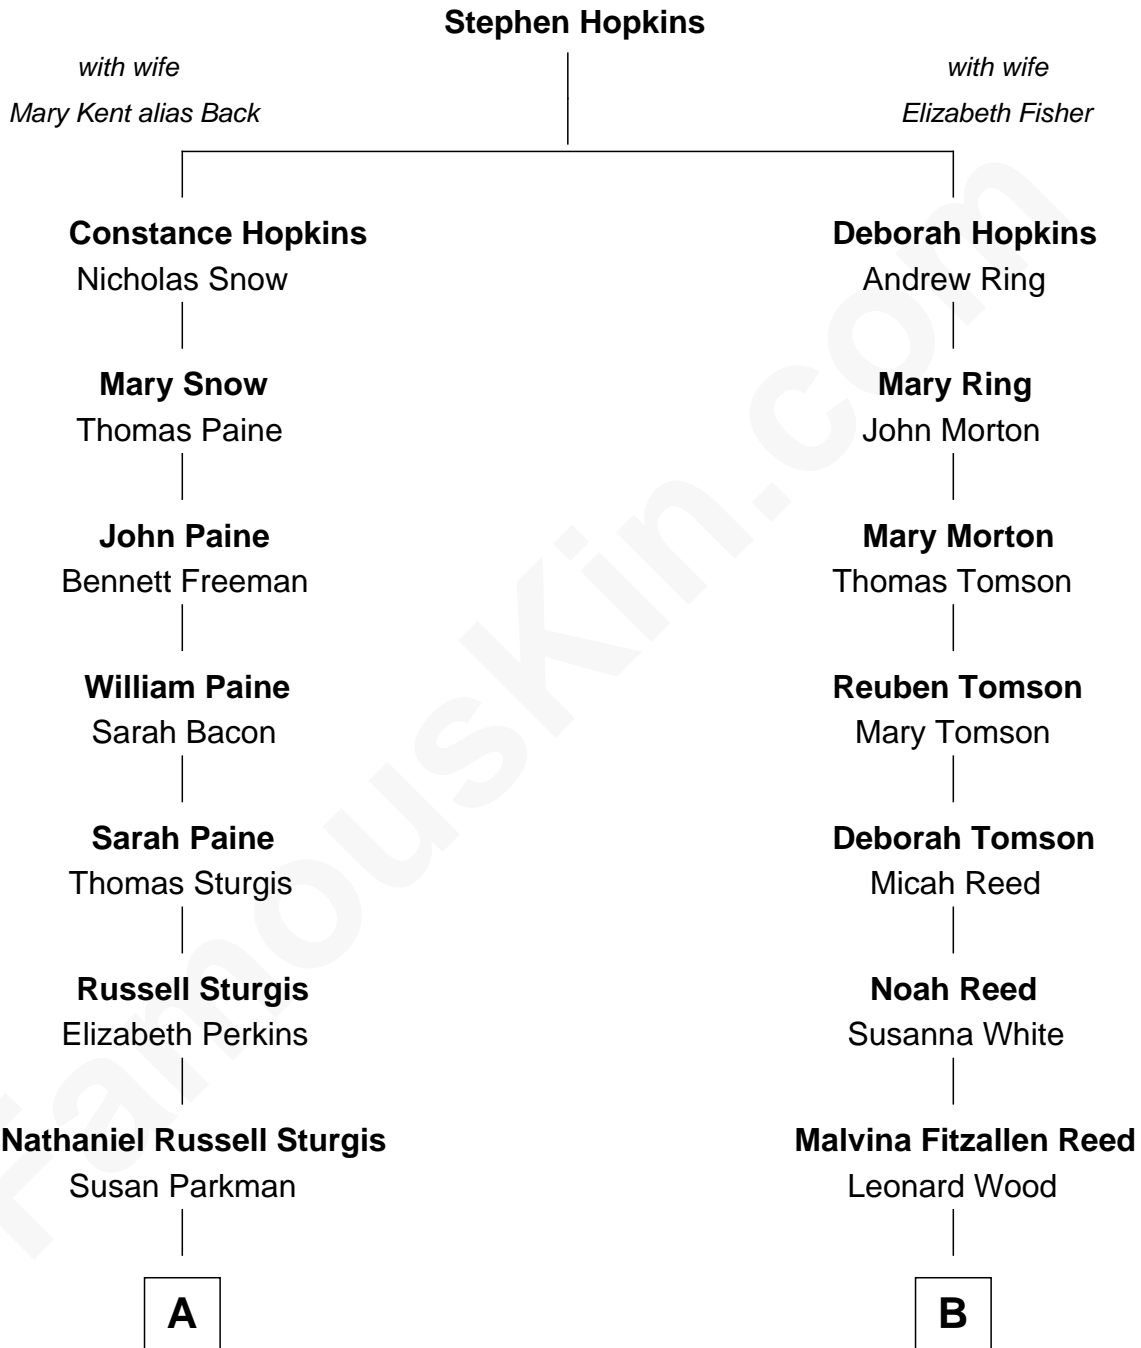 Stephen Hopkins
with wife
Mary Kent alias Back
with wife
Elizabeth Fisher
Constance Hopkins
Nicholas Snow
Deborah Hopkins
Andrew Ring
Mary Snow
Thomas Paine
Mary Ring
John Morton
John Paine
Bennett Freeman
Mary Morton
Thomas Tomson
William Paine
Sarah Bacon
Reuben Tomson
Mary Tomson
Sarah Paine
Thomas Sturgis
Deborah Tomson
Micah Reed
Russell Sturgis
Elizabeth Perkins
Noah Reed
Susanna White
Nathaniel Russell Sturgis
Susan Parkman
Malvina Fitzallen Reed
Leonard Wood
A
B
FamousKin.com